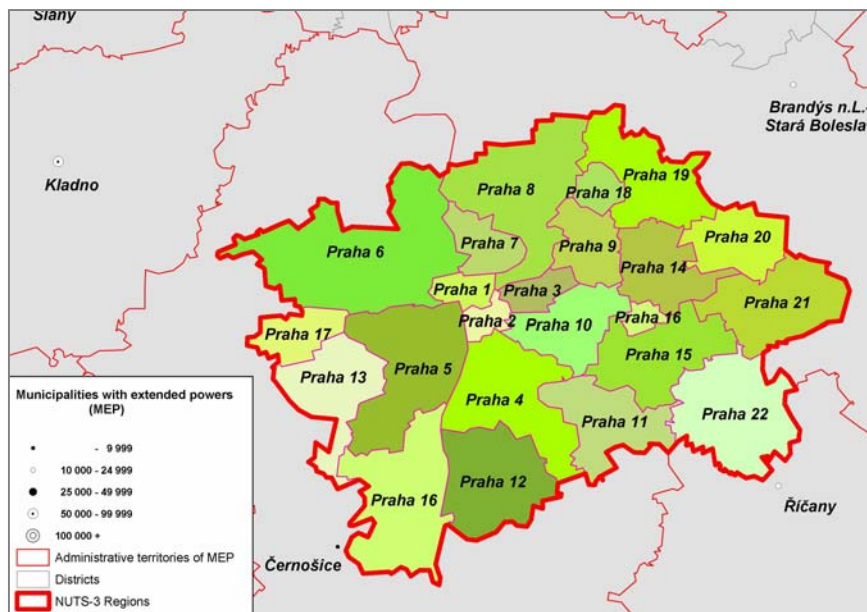 Slaný
Brandýs n.L.-
Stará Boleslav
Kladno
Praha 8
Praha 18
Praha 19
Praha 6
Praha 7
Praha 9
Praha 20
Praha 14
Praha 1
Praha 3
Praha 21
Praha 2
Praha 10
Praha 16
Praha 17
Praha 5
Praha 15
Praha 13
Praha 4
Praha 22
Praha 11
Praha 12
Praha 16
Říčany
Černošice
Municipalities with extended powers
(MEP)
- 9 999
10 000 - 24 999
25 000 - 49 999
50 000 - 99 999
100 000 +
Administrative territories of MEP
Districts
NUTS-3 Regions